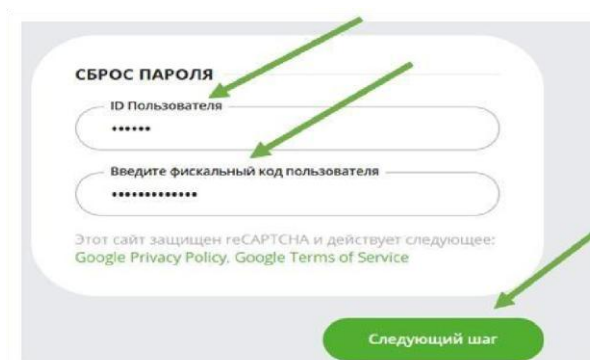 СБРОС ПАРОЛЯ
ID Пользователя
••••••
Введите фискальный код пользователя
•••••••••••••
Этот сайт защищен reCAPTCHA и действует следующее:
Google Privacy Policy, Google Terms of Service
Следующий шаг